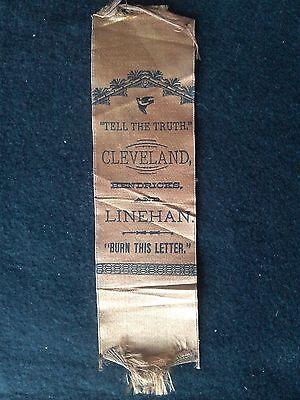 "TELL THE TRUTH."
CLEVELAND,
HENDRICKS,
AND
LINEHAN.
"BURN THIS LETTER."